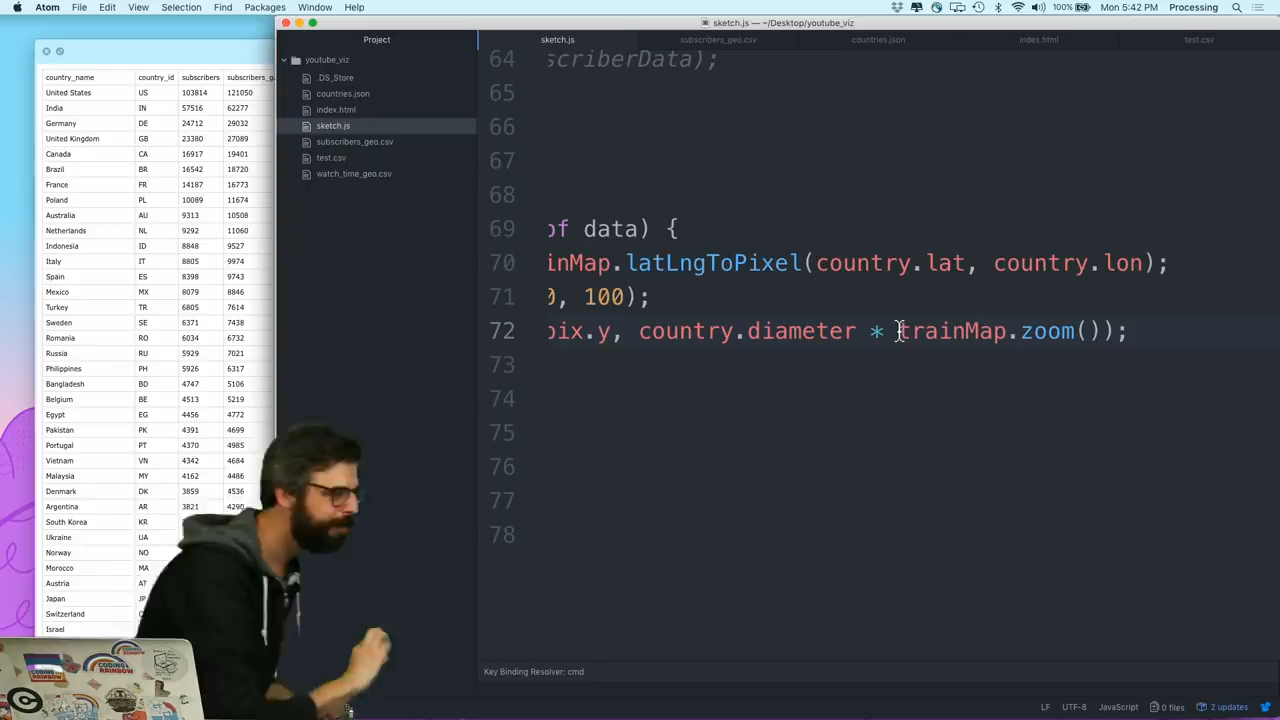 Atom File Edit View Selection Find Packages Window Help
100% Mon 5:42 PM Processing
sketch.js — ~/Desktop/youtube_viz
Project
sketch.js subscribers_geo.csv countries.json index.html test.csv
youtube_viz
.DS_Store
countries.json
index.html
sketch.js
subscribers_geo.csv
test.csv
watch_time_geo.csv
country_name country_id subscribers subscribers_ga
United States US 103814 121050
India IN 57516 62277
Germany DE 24712 29032
United Kingdom GB 23380 27089
Canada CA 16917 19401
Brazil BR 16542 18720
France FR 14187 16773
Poland PL 10089 11674
Australia AU 9313 10508
Netherlands NL 9292 11060
Indonesia ID 8848 9527
Italy IT 8805 9974
Spain ES 8398 9743
Mexico MX 8079 8846
Turkey TR 6805 7614
Sweden SE 6371 7438
Romania RO 6034 6732
Russia RU 5929 7021
Philippines PH 5926 6317
Bangladesh BD 4747 5106
Belgium BE 4513 5219
Egypt EG 4456 4772
Pakistan PK 4391 4699
Portugal PT 4370 4985
Vietnam VN 4342 4684
Malaysia MY 4162 4486
Denmark DK 3859 4536
Argentina AR 3821 4290
South Korea KR
Ukraine UA
Norway NO
Morocco MA
Austria AT
Japan JP
Switzerland
Israel
64 scriberData);
65
66
67
68
69 of data) {
70 inMap.latLngToPixel(country.lat, country.lon);
71 0, 100);
72 pix.y, country.diameter * trainMap.zoom());
73
74
75
76
77
78
Key Binding Resolver: cmd
LF UTF-8 JavaScript 0 files 2 updates
CODING RAINBOW
CODING RAINBOW